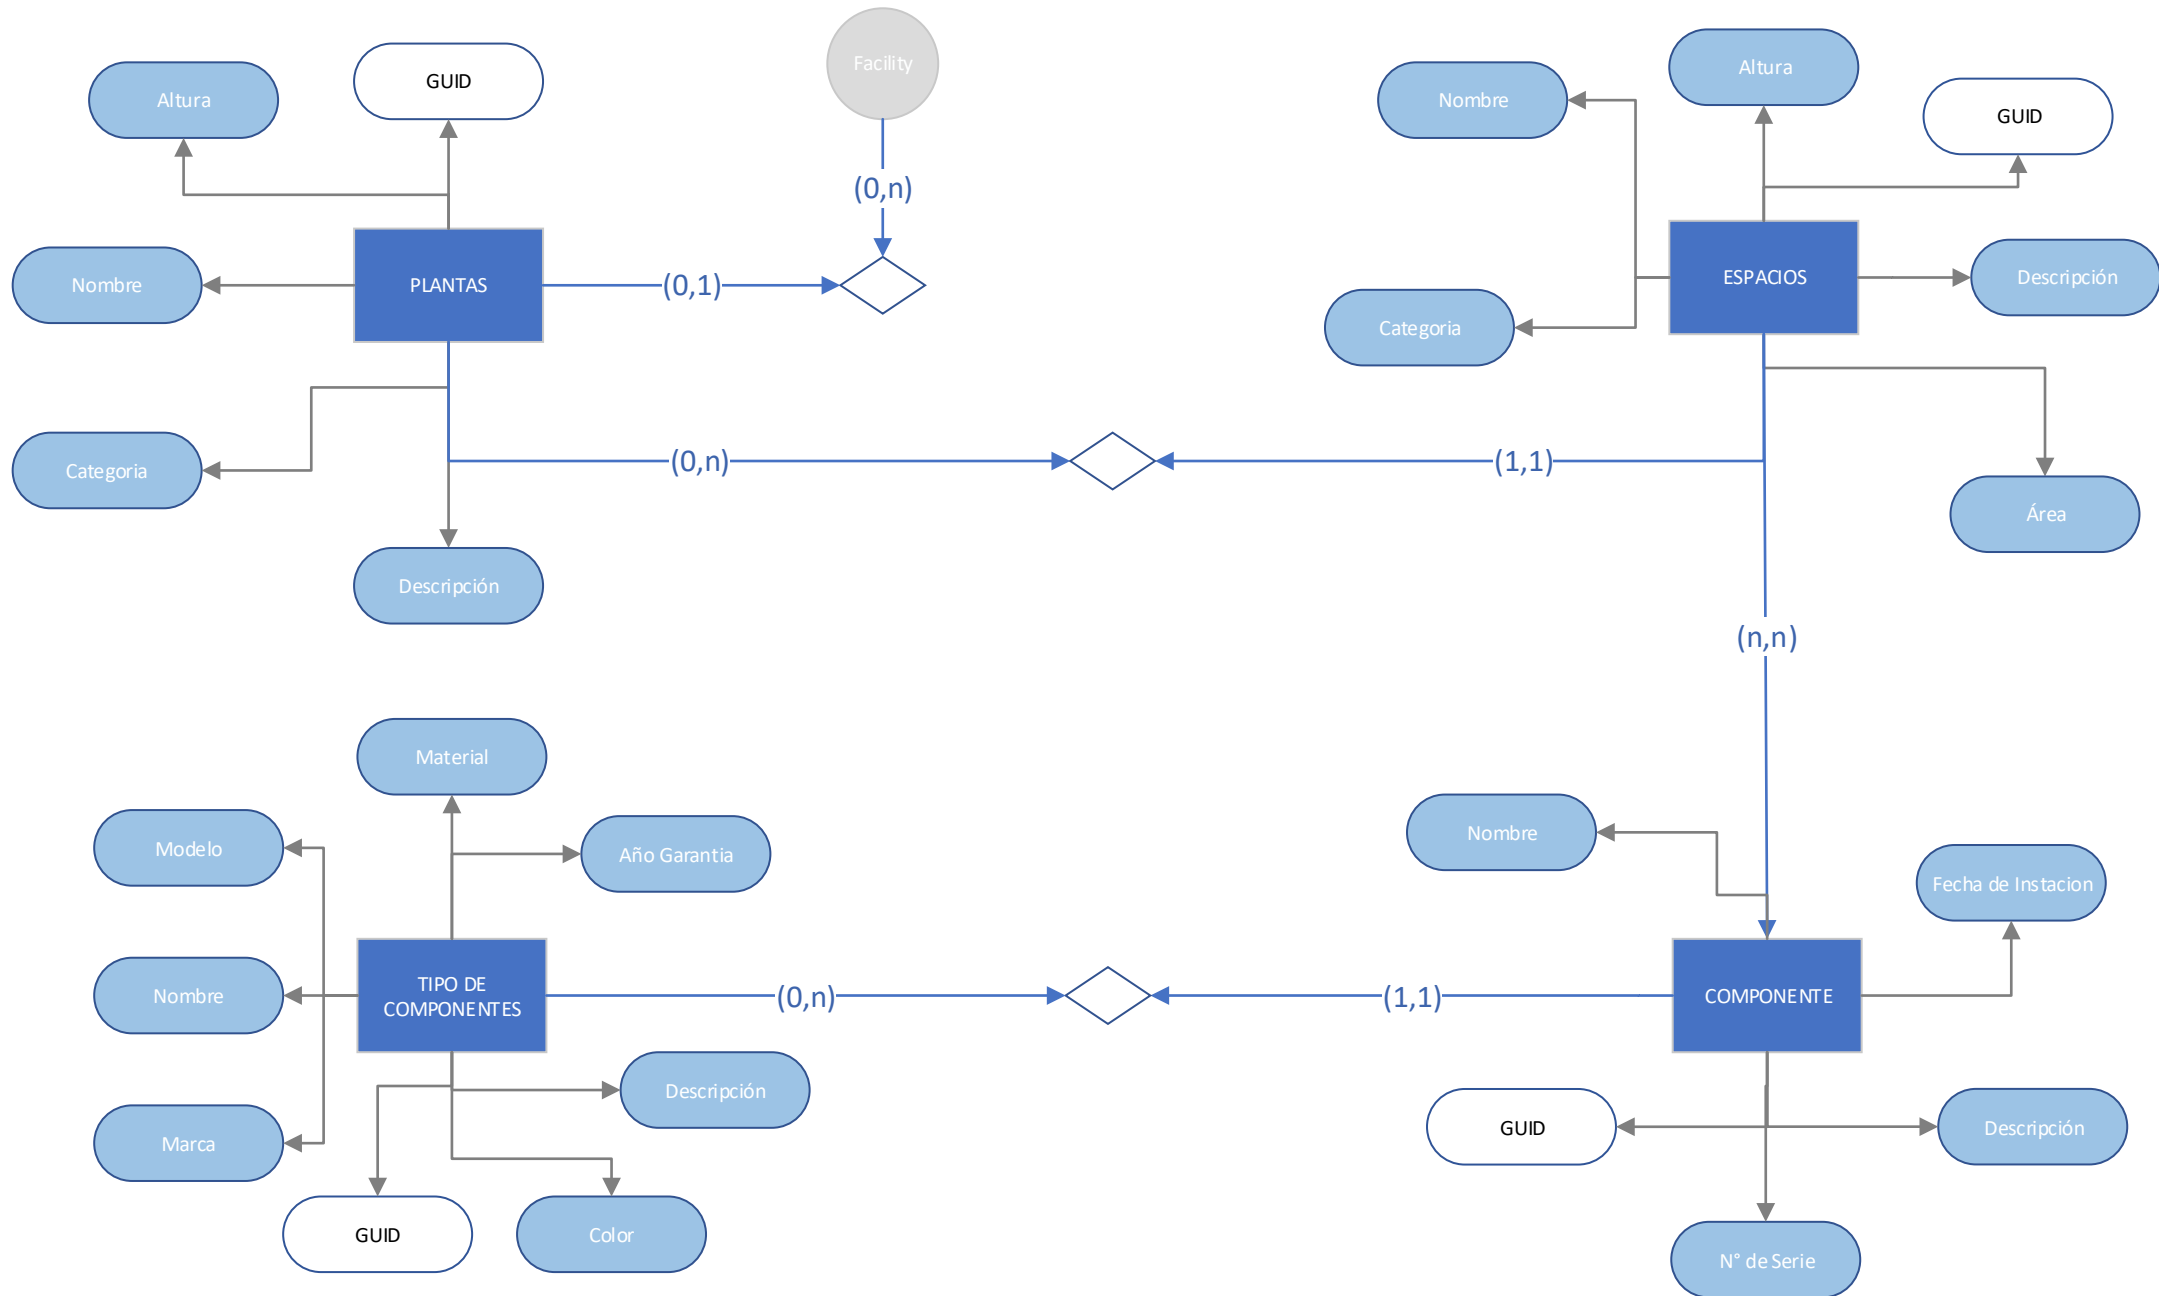 Facility
Altura
GUID
Nombre
Altura
GUID
(0,n)
Nombre
PLANTAS
(0,1)
ESPACIOS
Descripción
Categoria
Categoria
(0,n)
(1,1)
Área
Descripción
(n,n)
Material
Modelo
Año Garantia
Nombre
Fecha de Instacion
Nombre
TIPO DE
COMPONENTES
(0,n)
(1,1)
COMPONENTE
Descripción
Marca
GUID
Descripción
GUID
Color
N° de Serie